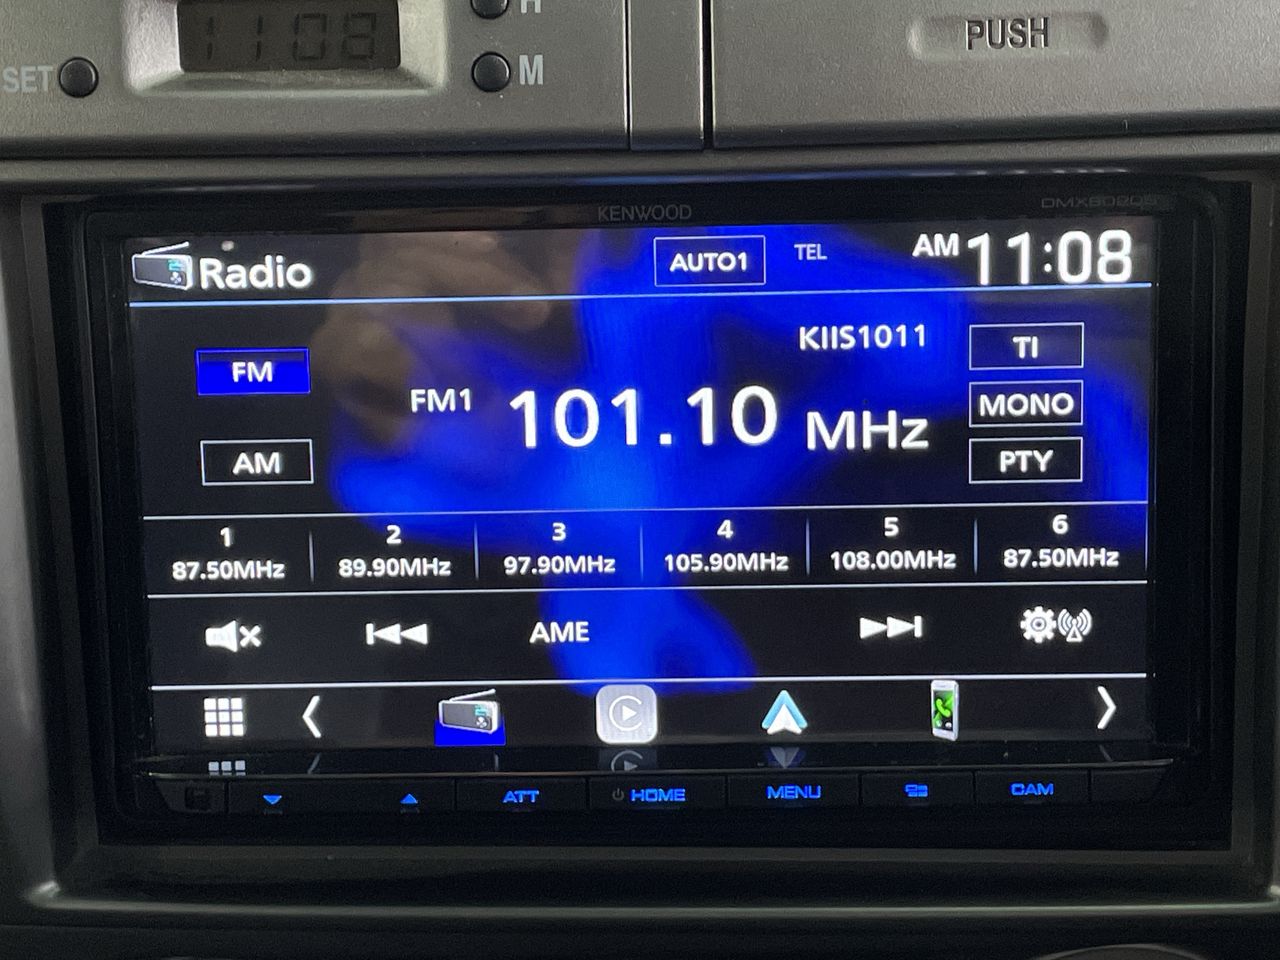 11:08
H
SET
M
PUSH
KENWOOD
Radio
AUTO1
TEL
AM 11:08
KIIS1011
TI
FM
FM1
101.10 MHz
MONO
AM
PTY
1
87.50MHz
2
89.90MHz
3
97.90MHz
4
105.90MHz
5
108.00MHz
6
87.50MHz
AME
ATT
HOME
MENU
CAM